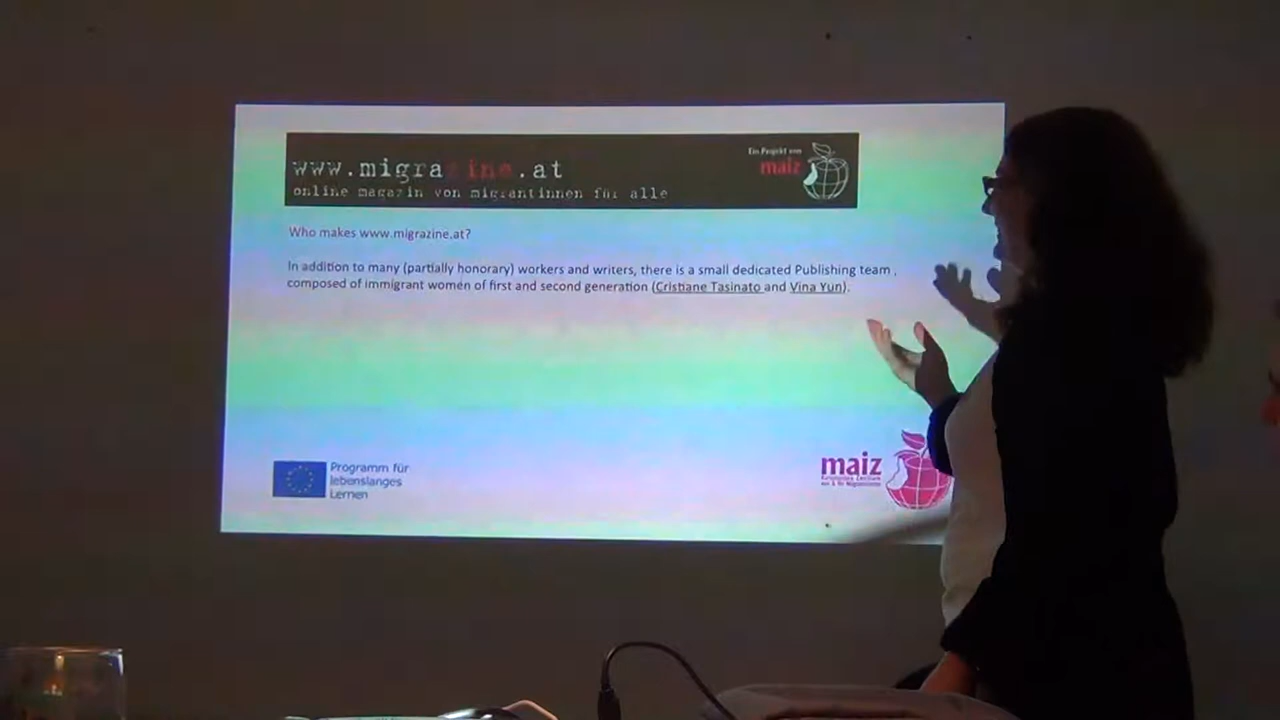 www.migrazine.at
Ein Projekt von
maiz
online magazin von migrantinnen für alle
Who makes www.migrazine.at?
In addition to many (partially honorary) workers and writers, there is a small dedicated Publishing team ,
composed of immigrant women of first and second generation (Cristiane Tasinato and Vina Yun).
Programm für
lebenslanges
Lernen
maiz